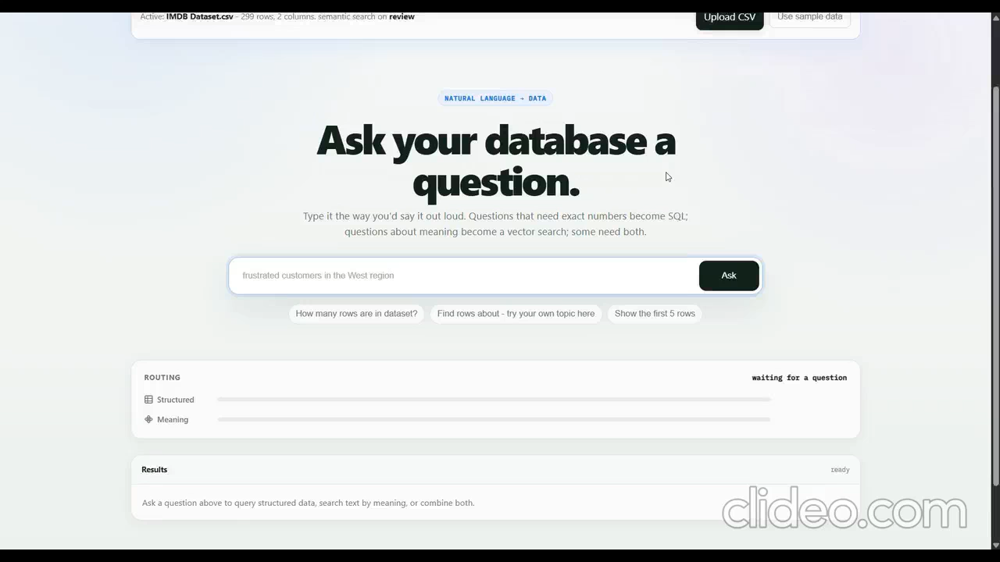 Active: IMDB Dataset.csv - 299 rows, 2 columns. semantic search on review
Upload CSV
Use sample data
NATURAL LANGUAGE → DATA
Ask your database a
question.
Type it the way you'd say it out loud. Questions that need exact numbers become SQL;
questions about meaning become a vector search; some need both.
frustrated customers in the West region
Ask
How many rows are in dataset?
Find rows about - try your own topic here
Show the first 5 rows
ROUTING
waiting for a question
Structured
Meaning
Results
ready
Ask a question above to query structured data, search text by meaning, or combine both.
clideo.com